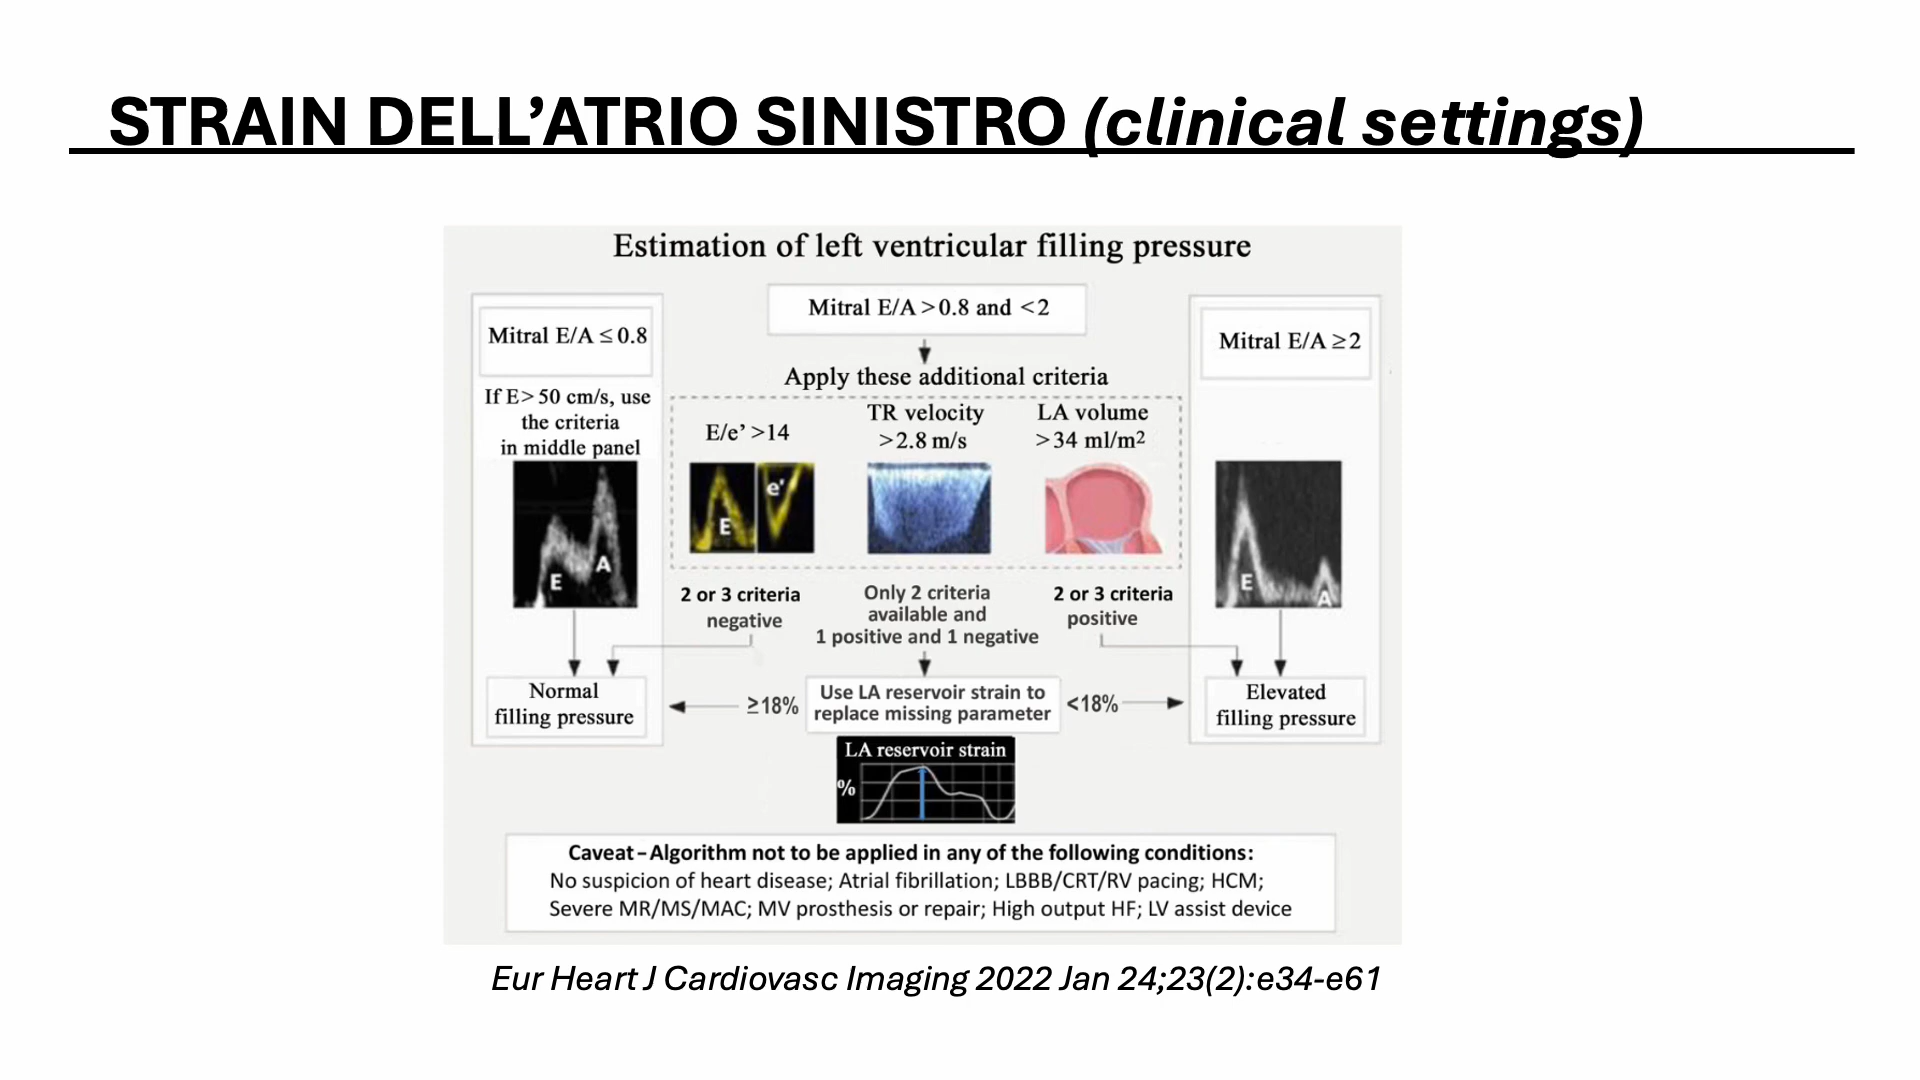 STRAIN DELL’ATRIO SINISTRO (clinical settings)
Estimation of left ventricular filling pressure
Mitral E/A ≤ 0.8
If E> 50 cm/s, use
the criteria
in middle panel
E
A
Mitral E/A > 0.8 and <2
Apply these additional criteria
E/e’ >14
E
e'
TR velocity
>2.8 m/s
LA volume
>34 ml/m²
Mitral E/A ≥2
E
A
2 or 3 criteria
negative
Only 2 criteria
available and
1 positive and 1 negative
2 or 3 criteria
positive
Normal
filling pressure
≥18%
Use LA reservoir strain to
replace missing parameter
<18%
Elevated
filling pressure
LA reservoir strain
%
Caveat – Algorithm not to be applied in any of the following conditions:
No suspicion of heart disease; Atrial fibrillation; LBBB/CRT/RV pacing; HCM;
Severe MR/MS/MAC; MV prosthesis or repair; High output HF; LV assist device
Eur Heart J Cardiovasc Imaging 2022 Jan 24;23(2):e34-e61